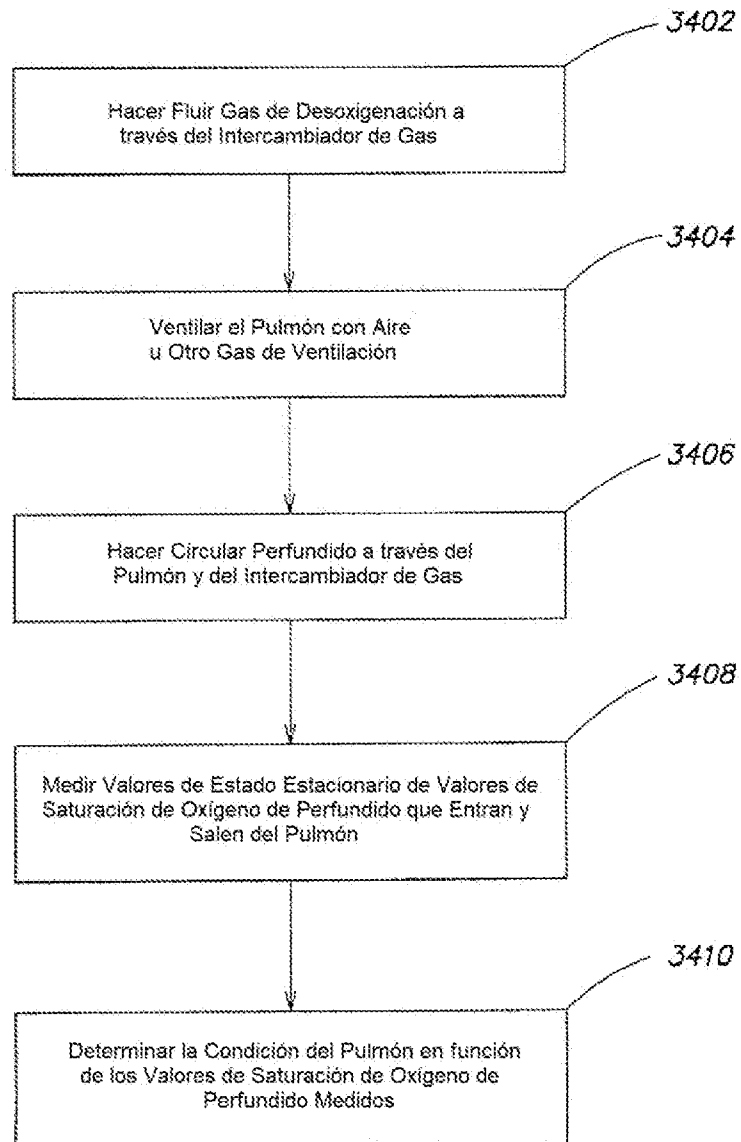 3402
Hacer Fluir Gas de Desoxigenación a
través del Intercambiador de Gas
3404
Ventilar el Pulmón con Aire
u Otro Gas de Ventilación
3406
Hacer Circular Perfundido a través del
Pulmón y del Intercambiador de Gas
3408
Medir Valores de Estado Estacionario de Valores de
Saturación de Oxígeno de Perfundido que Entran y
Salen del Pulmón
3410
Determinar la Condición del Pulmón en función
de los Valores de Saturación de Oxígeno de
Perfundido Medidos